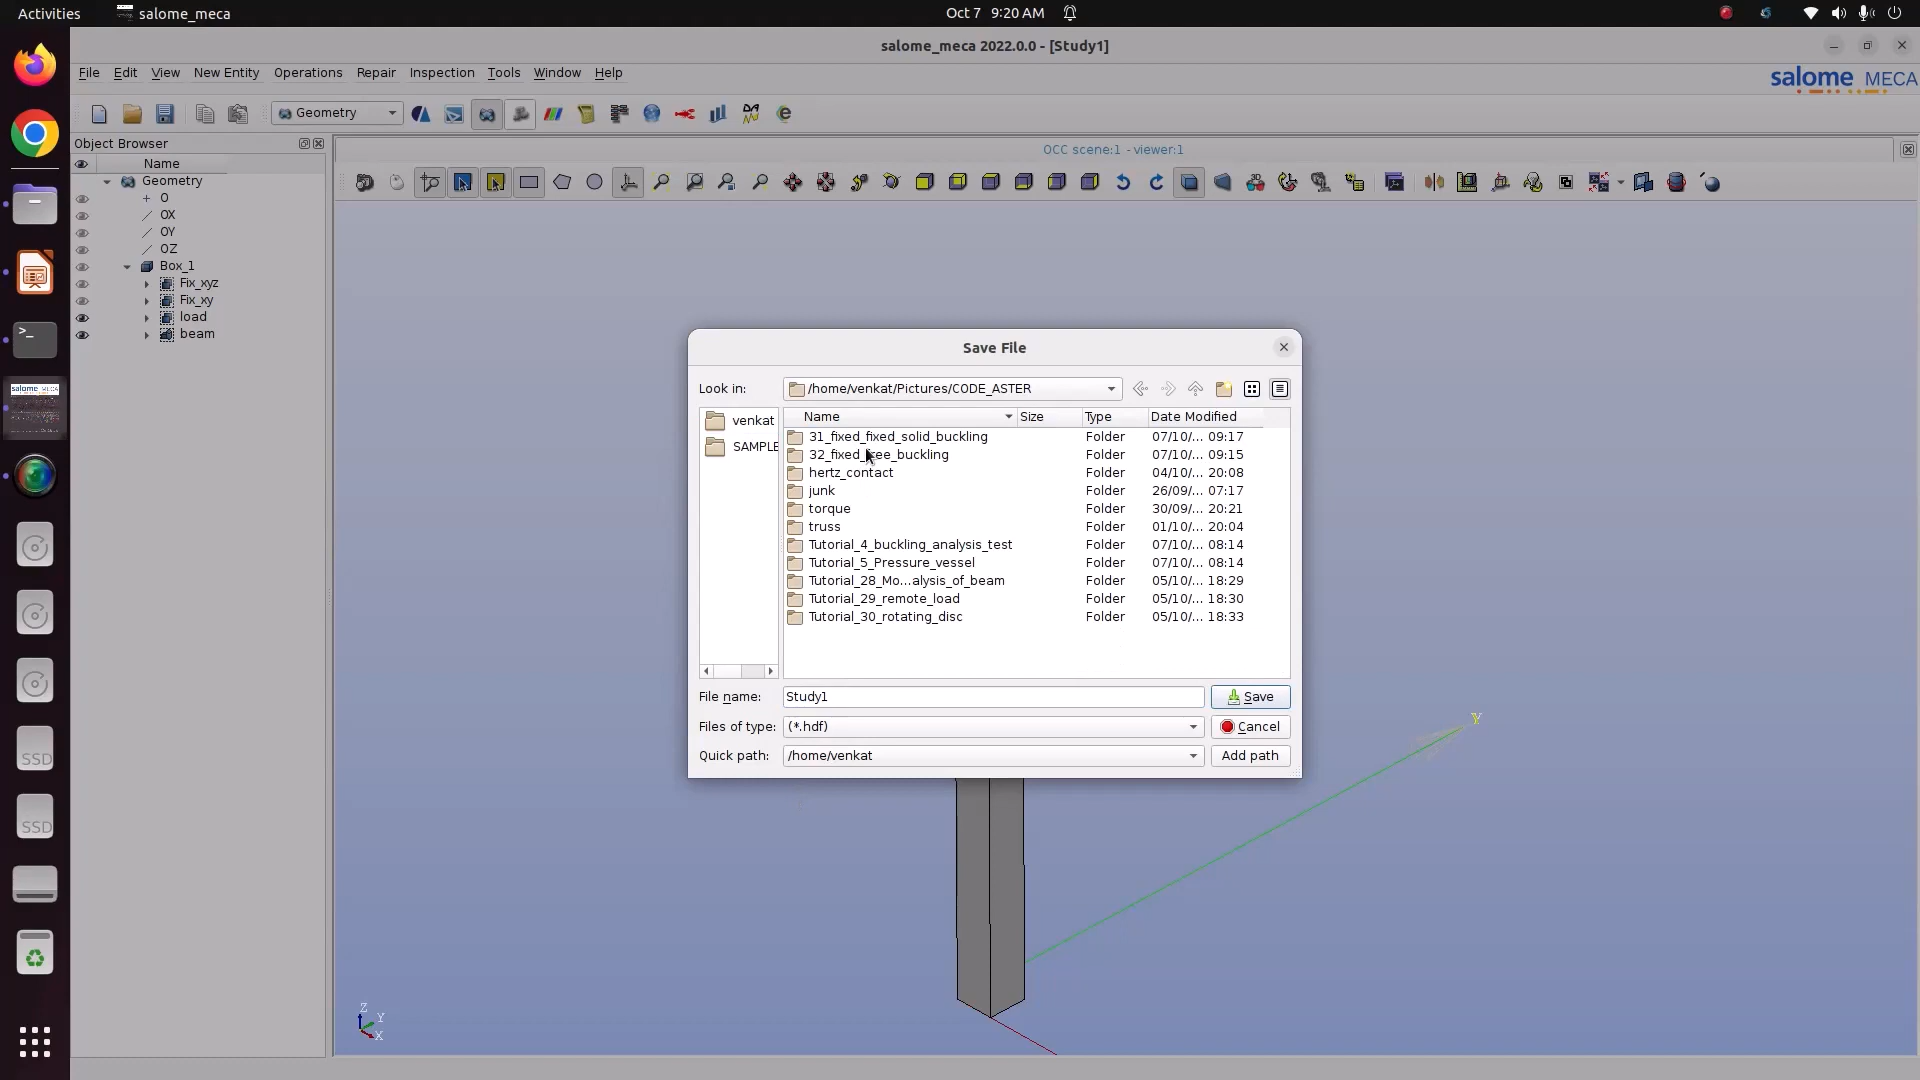 Activities
salome_meca
Oct 7 9:20 AM
salome_meca 2022.0.0 - [Study1]
File Edit View New Entity Operations Repair Inspection Tools Window Help
salome MECA
Geometry
Object Browser
OCC scene:1 - viewer:1
Name
Geometry
O
OX
OY
OZ
Box_1
Fix_xyz
Fix_xy
load
beam
Save File
Look in: /home/venkat/Pictures/CODE_ASTER
venkat
SAMPLE
Name Size Type Date Modified
31_fixed_fixed_solid_buckling Folder 07/10/... 09:17
32_fixed_free_buckling Folder 07/10/... 09:15
hertz_contact Folder 04/10/... 20:08
junk Folder 26/09/... 07:17
torque Folder 30/09/... 20:21
truss Folder 01/10/... 20:04
Tutorial_4_buckling_analysis_test Folder 07/10/... 08:14
Tutorial_5_Pressure_vessel Folder 07/10/... 08:14
Tutorial_28_Mo...alysis_of_beam Folder 05/10/... 18:29
Tutorial_29_remote_load Folder 05/10/... 18:30
Tutorial_30_rotating_disc Folder 05/10/... 18:33
File name: Study1 Save
Files of type: (*.hdf) Cancel
Quick path: /home/venkat Add path
Y
SSD
SSD
Z
Y
X